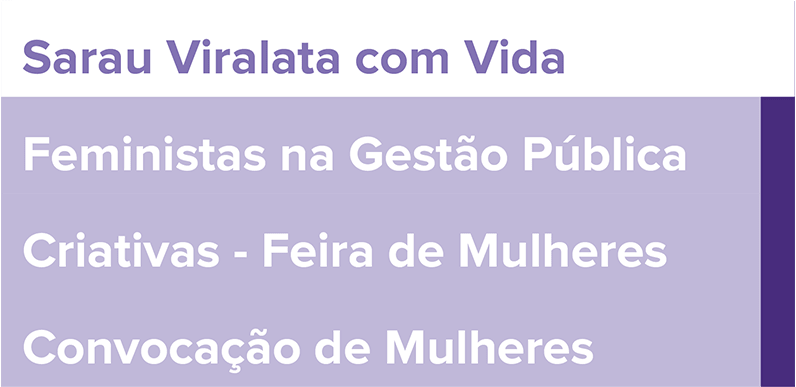 Sarau Viralata com Vida
Feministas na Gestão Pública
Criativas - Feira de Mulheres
Convocação de Mulheres